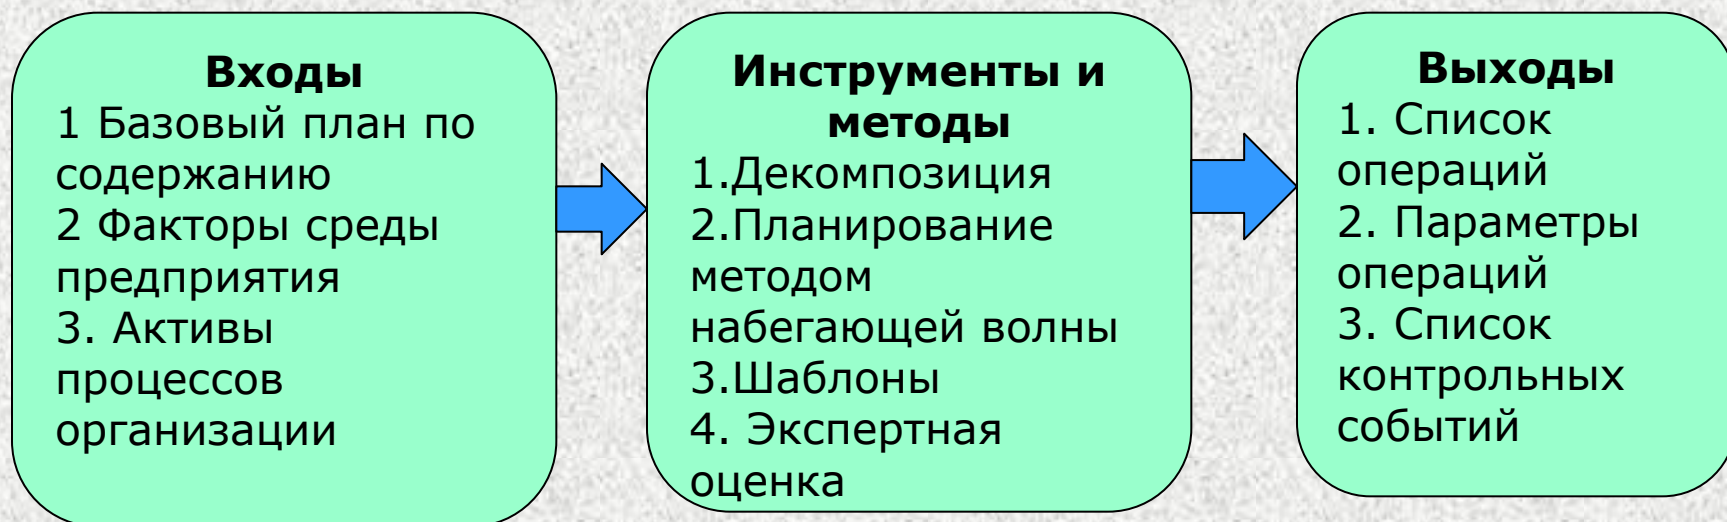 Входы
1 Базовый план по
содержанию
2 Факторы среды
предприятия
3. Активы
процессов
организации
Инструменты и
методы
1.Декомпозиция
2.Планирование
методом
набегающей волны
3.Шаблоны
4. Экспертная
оценка
Выходы
1. Список
операций
2. Параметры
операций
3. Список
контрольных
событий